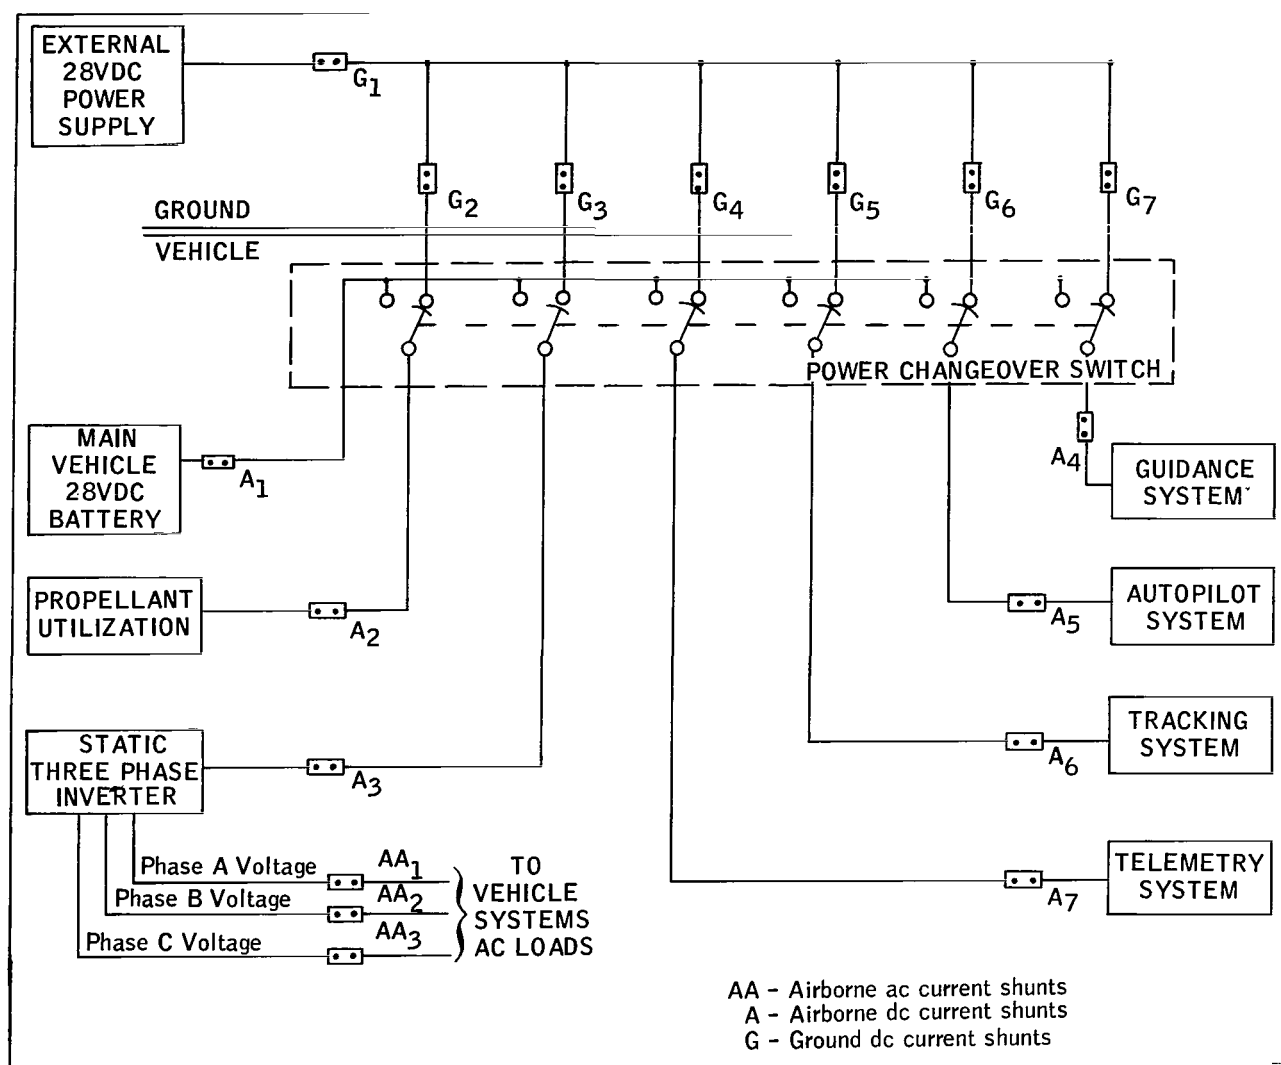 EXTERNAL
28VDC
POWER
SUPPLY
G1
G2
G3
G4
G5
G6
G7
GROUND
VEHICLE
POWER CHANGEOVER SWITCH
MAIN
VEHICLE
28VDC
BATTERY
A1
A4
GUIDANCE
SYSTEM
PROPELLANT
UTILIZATION
A2
A5
AUTOPILOT
SYSTEM
STATIC
THREE PHASE
INVERTER
A3
A6
TRACKING
SYSTEM
Phase A Voltage
AA1
Phase B Voltage
AA2
Phase C Voltage
AA3
TO
VEHICLE
SYSTEMS
AC LOADS
A7
TELEMETRY
SYSTEM
AA - Airborne ac current shunts
A - Airborne dc current shunts
G - Ground dc current shunts